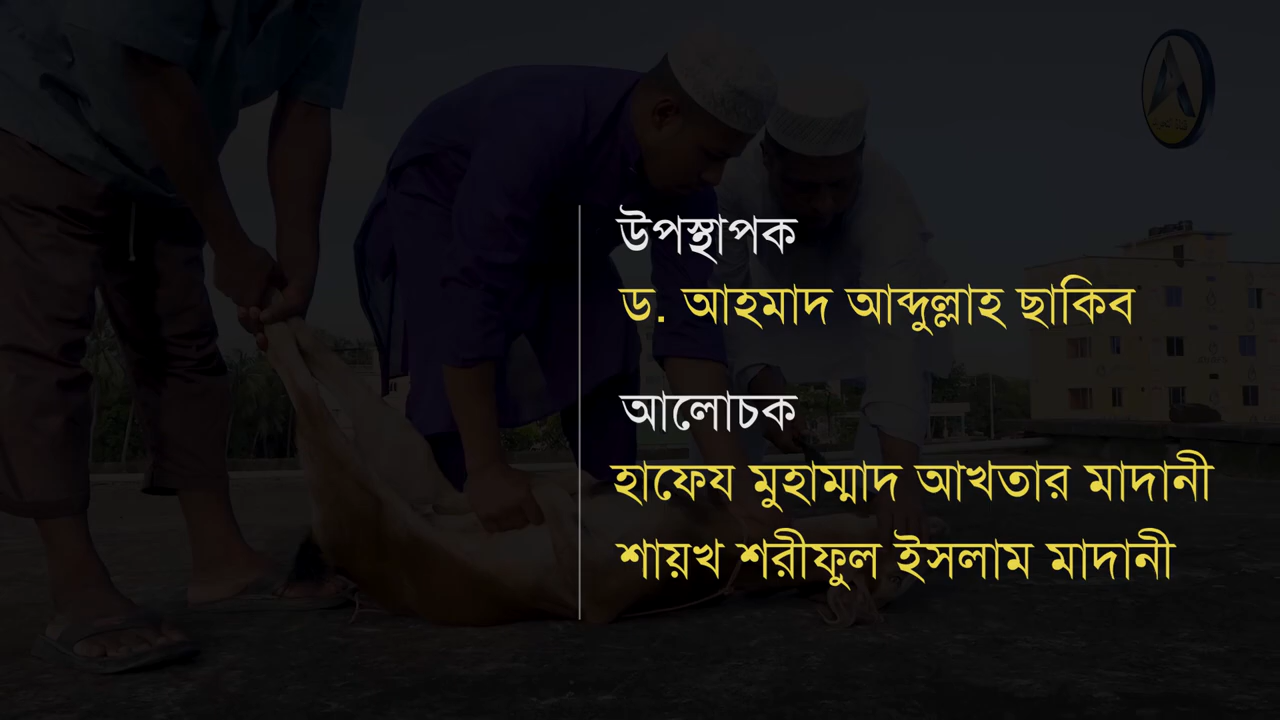 উপস্থাপক
ড. আহমাদ আব্দুল্লাহ ছাকিব
আলোচক
হাফেয মুহাম্মাদ আখতার মাদানী
শায়খ শরীফুল ইসলাম মাদানী